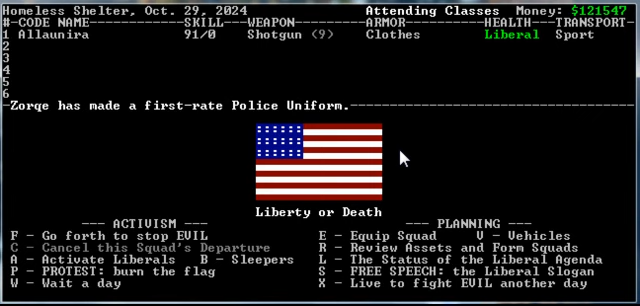 Homeless Shelter, Oct. 29, 2024 Attending Classes Money: $121547
#-CODE NAME------------SKILL---WEAPON---------ARMOR----------HEALTH---TRANSPORT-
1 Allaunira 91/0 Shotgun (9) Clothes Liberal Sport
2
3
4
5
6
-Zorqe has made a first-rate Police Uniform.------------------------------------
Liberty or Death
--- ACTIVISM --- --- PLANNING ---
F - Go forth to stop EVIL E - Equip Squad V - Vehicles
C - Cancel this Squad's Departure R - Review Assets and Form Squads
A - Activate Liberals B - Sleepers L - The Status of the Liberal Agenda
P - PROTEST: burn the flag S - FREE SPEECH: the Liberal Slogan
W - Wait a day X - Live to fight EVIL another day